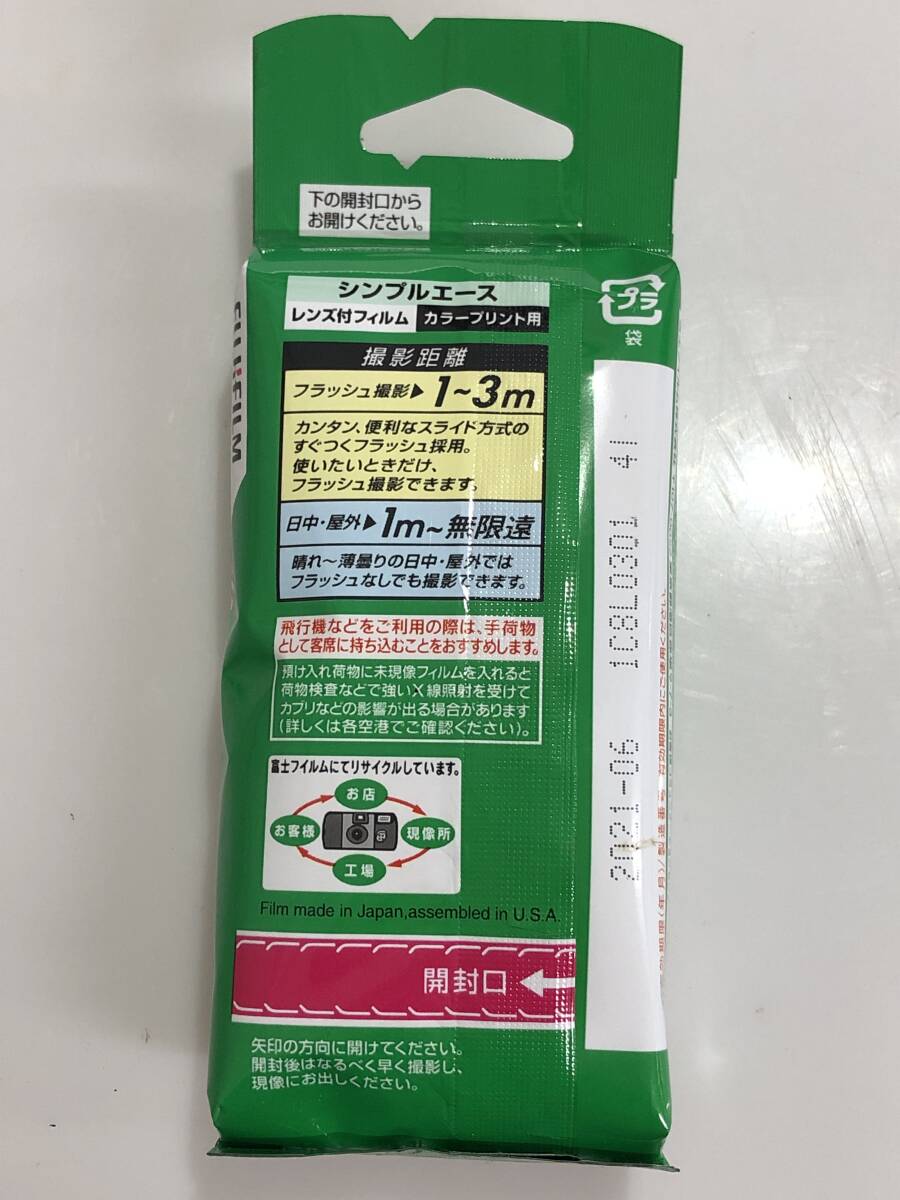 下の開封口から
お開けください。
シンプルエース
レンズ付フィルム カラープリント用
プラ
袋
撮影距離
フラッシュ撮影▶1~3m
カンタン、便利なスライド方式の
すぐつくフラッシュ採用。
使いたいときだけ、
フラッシュ撮影できます。
日中・屋外▶1m~無限遠
晴れ～薄曇りの日中・屋外では
フラッシュなしでも撮影できます。
飛行機などをご利用の際は、手荷物
として客席に持ち込むことをおすすめします。
預け入れ荷物に未現像フィルムを入れると
荷物検査などで強いX線照射を受けて
カブリなどの影響が出る場合があります
(詳しくは各空港でご確認ください)。
富士フイルムにてリサイクルしています。
お店
お客様
現像所
工場
Film made in Japan,assembled in U.S.A.
開封口
矢印の方向に開けてください。
開封後はなるべく早く撮影し、
現像にお出しください。
2021-06 1C8L0301 41
FUJIFILM